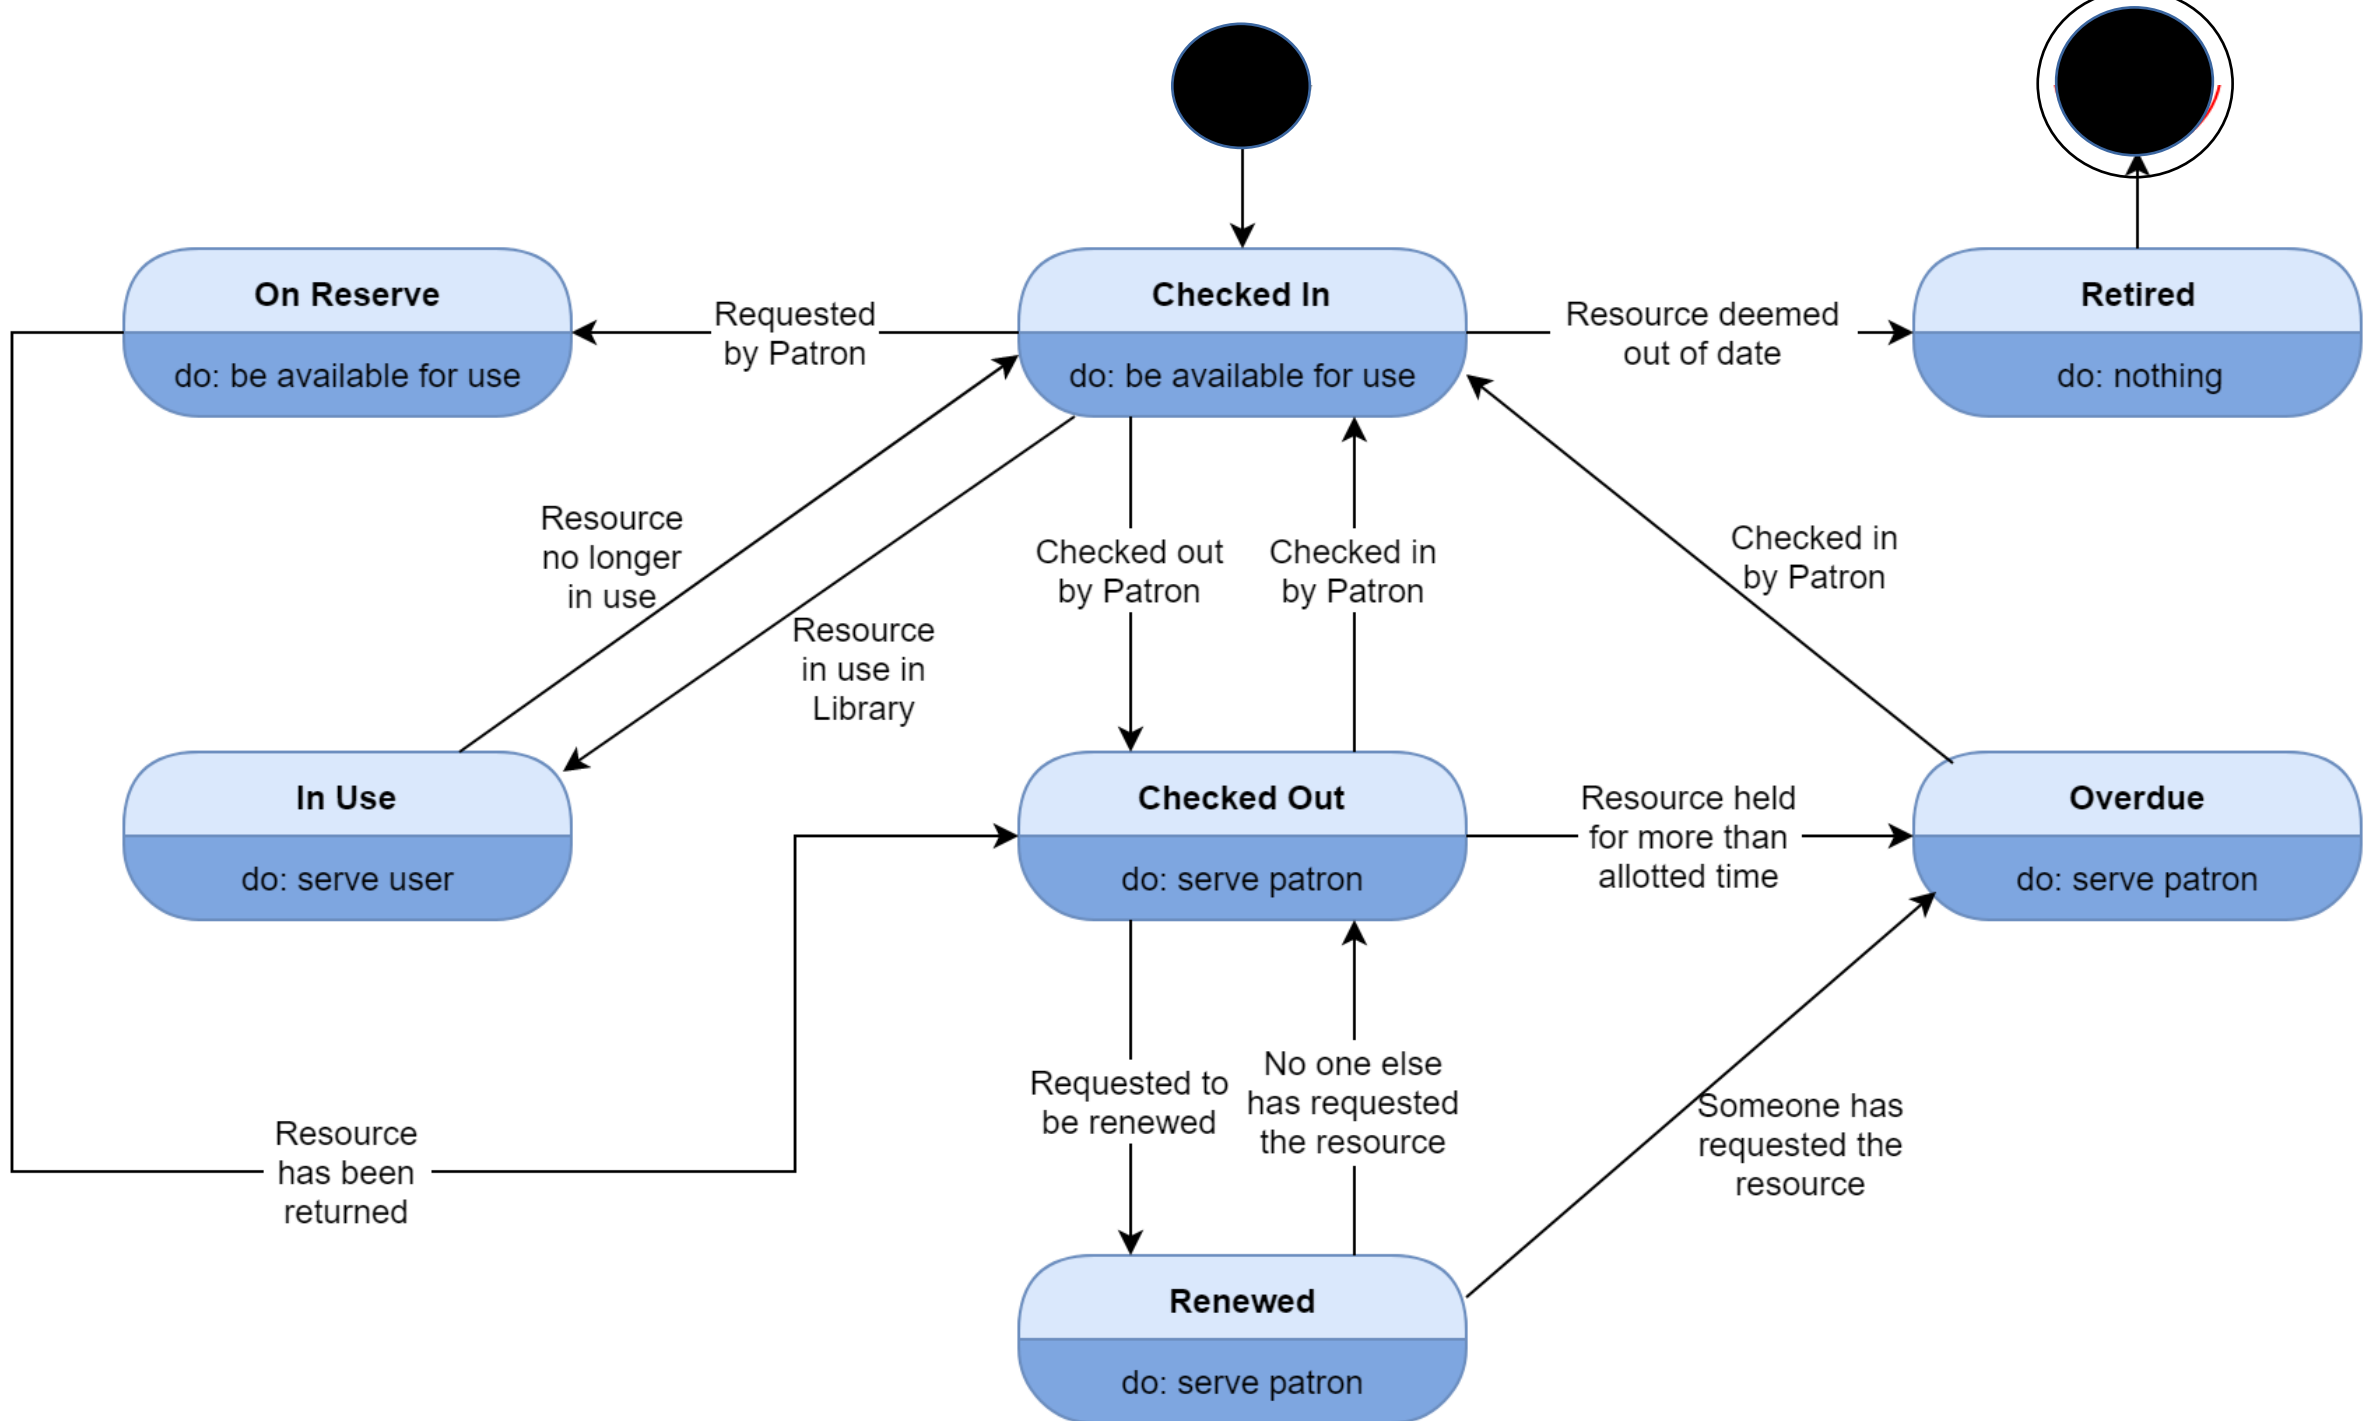 On Reserve
do: be available for use
Requested
by Patron
Checked In
do: be available for use
Resource deemed
out of date
Retired
do: nothing
Resource
no longer
in use
Resource
in use in
Library
Checked out
by Patron
Checked in
by Patron
Checked in
by Patron
In Use
do: serve user
Checked Out
do: serve patron
Resource held
for more than
allotted time
Overdue
do: serve patron
Resource
has been
returned
Requested to
be renewed
No one else
has requested
the resource
Someone has
requested the
resource
Renewed
do: serve patron